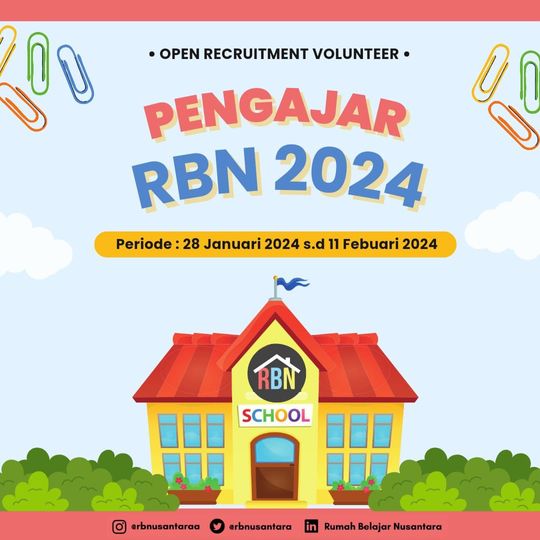 • OPEN RECRUITMENT VOLUNTEER •
PENGAJAR
RBN 2024
Periode : 28 Januari 2024 s.d 11 Febuari 2024
RBN
SCHOOL
@rbnusantaraa @rbnusantara Rumah Belajar Nusantara